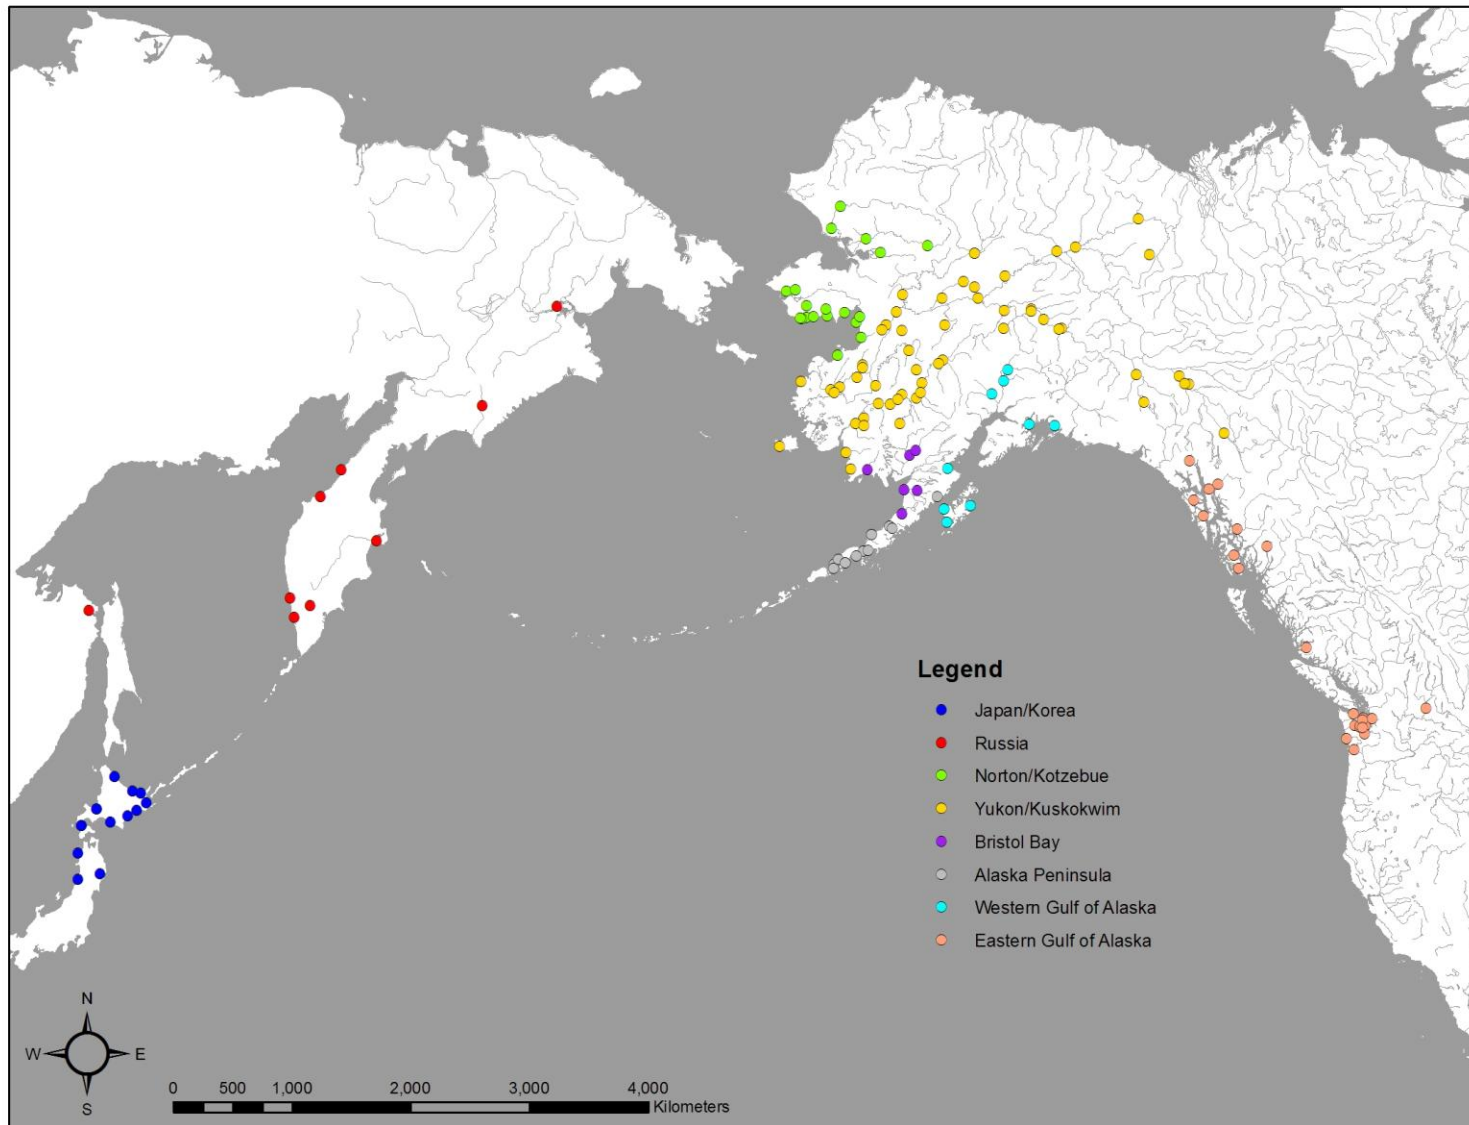 Legend
Japan/Korea
Russia
Norton/Kotzebue
Yukon/Kuskokwim
Bristol Bay
Alaska Peninsula
Western Gulf of Alaska
Eastern Gulf of Alaska
N
W E
S
0 500 1,000 2,000 3,000 4,000
Kilometers